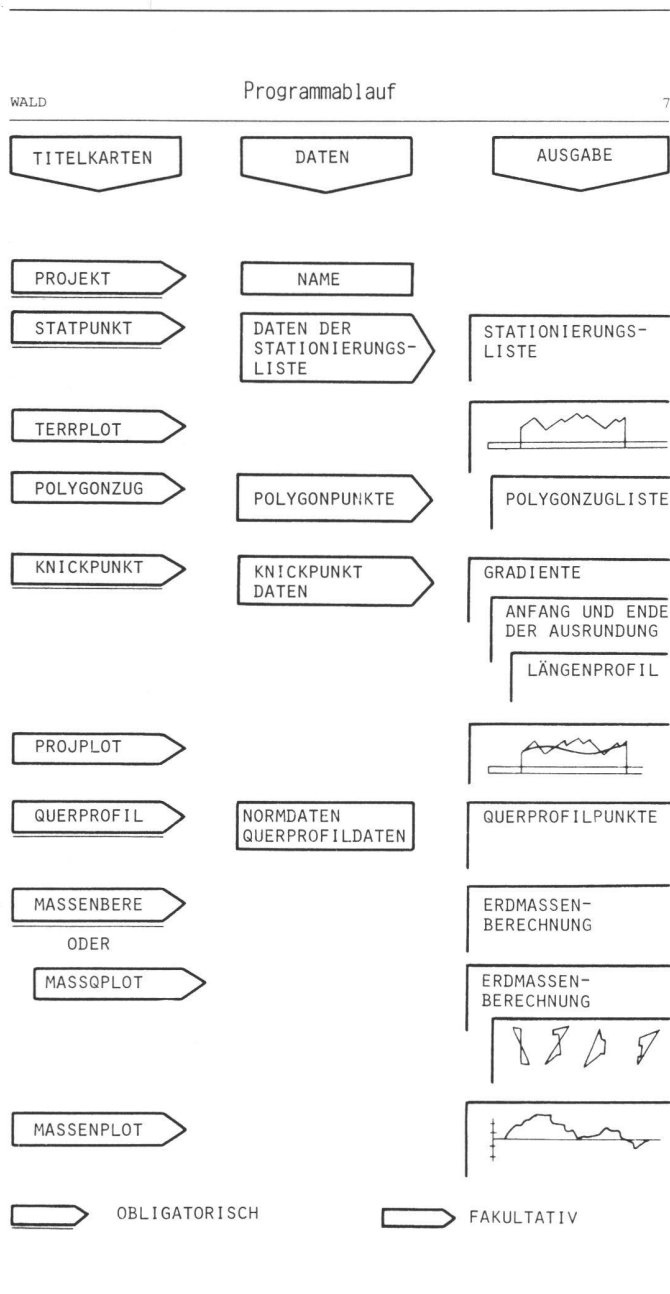 Programmablauf
WALD
7
TITELKARTEN
DATEN
AUSGABE
PROJEKT
NAME
STATPUNKT
DATEN DER
STATIONIERUNGS-
LISTE
STATIONIERUNGS-
LISTE
TERRPLOT
POLYGONZUG
POLYGONPUNKTE
POLYGONZUGLISTE
KNICKPUNKT
KNICKPUNKT
DATEN
GRADIENTE
ANFANG UND ENDE
DER AUSRUNDUNG
LÄNGENPROFIL
PROJPLOT
QUERPROFIL
NORMDATEN
QUERPROFILDATEN
QUERPROFILPUNKTE
MASSENBERE
ERDMASSEN-
BERECHNUNG
ODER
MASSQPLOT
ERDMASSEN-
BERECHNUNG
MASSENPLOT
OBLIGATORISCH
FAKULTATIV